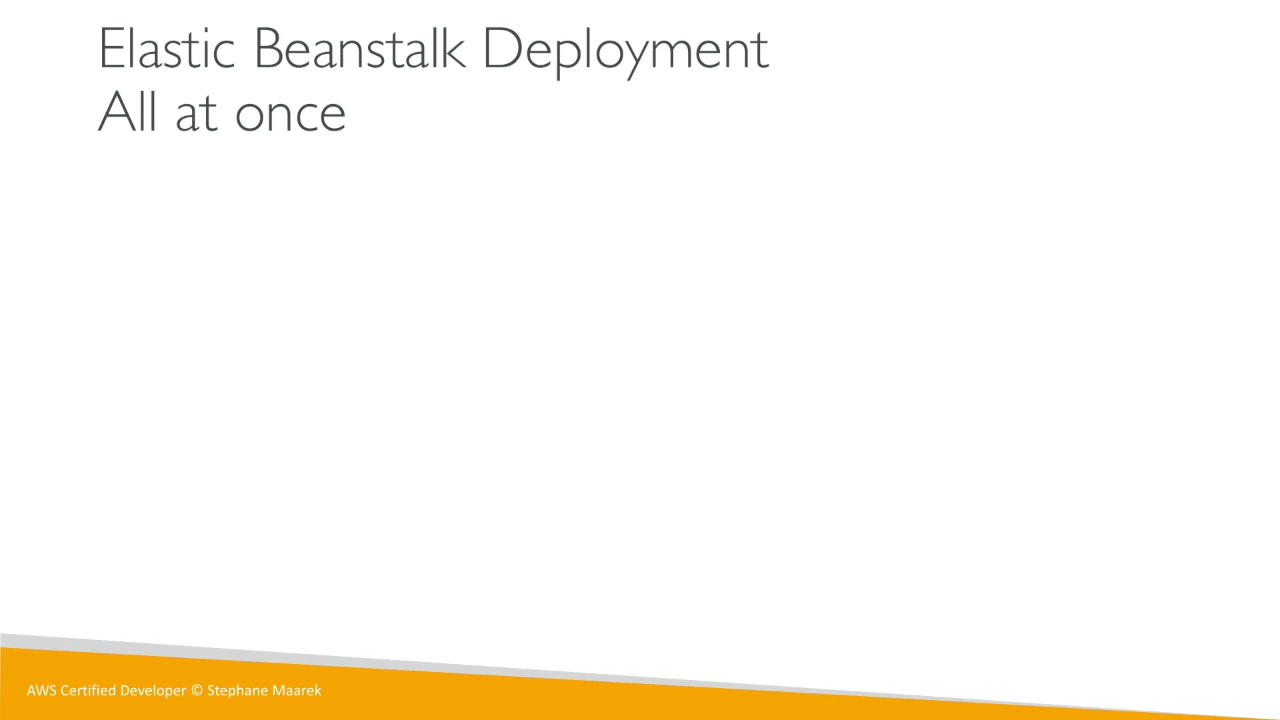 Elastic Beanstalk Deployment
All at once
AWS Certified Developer © Stephane Maarek